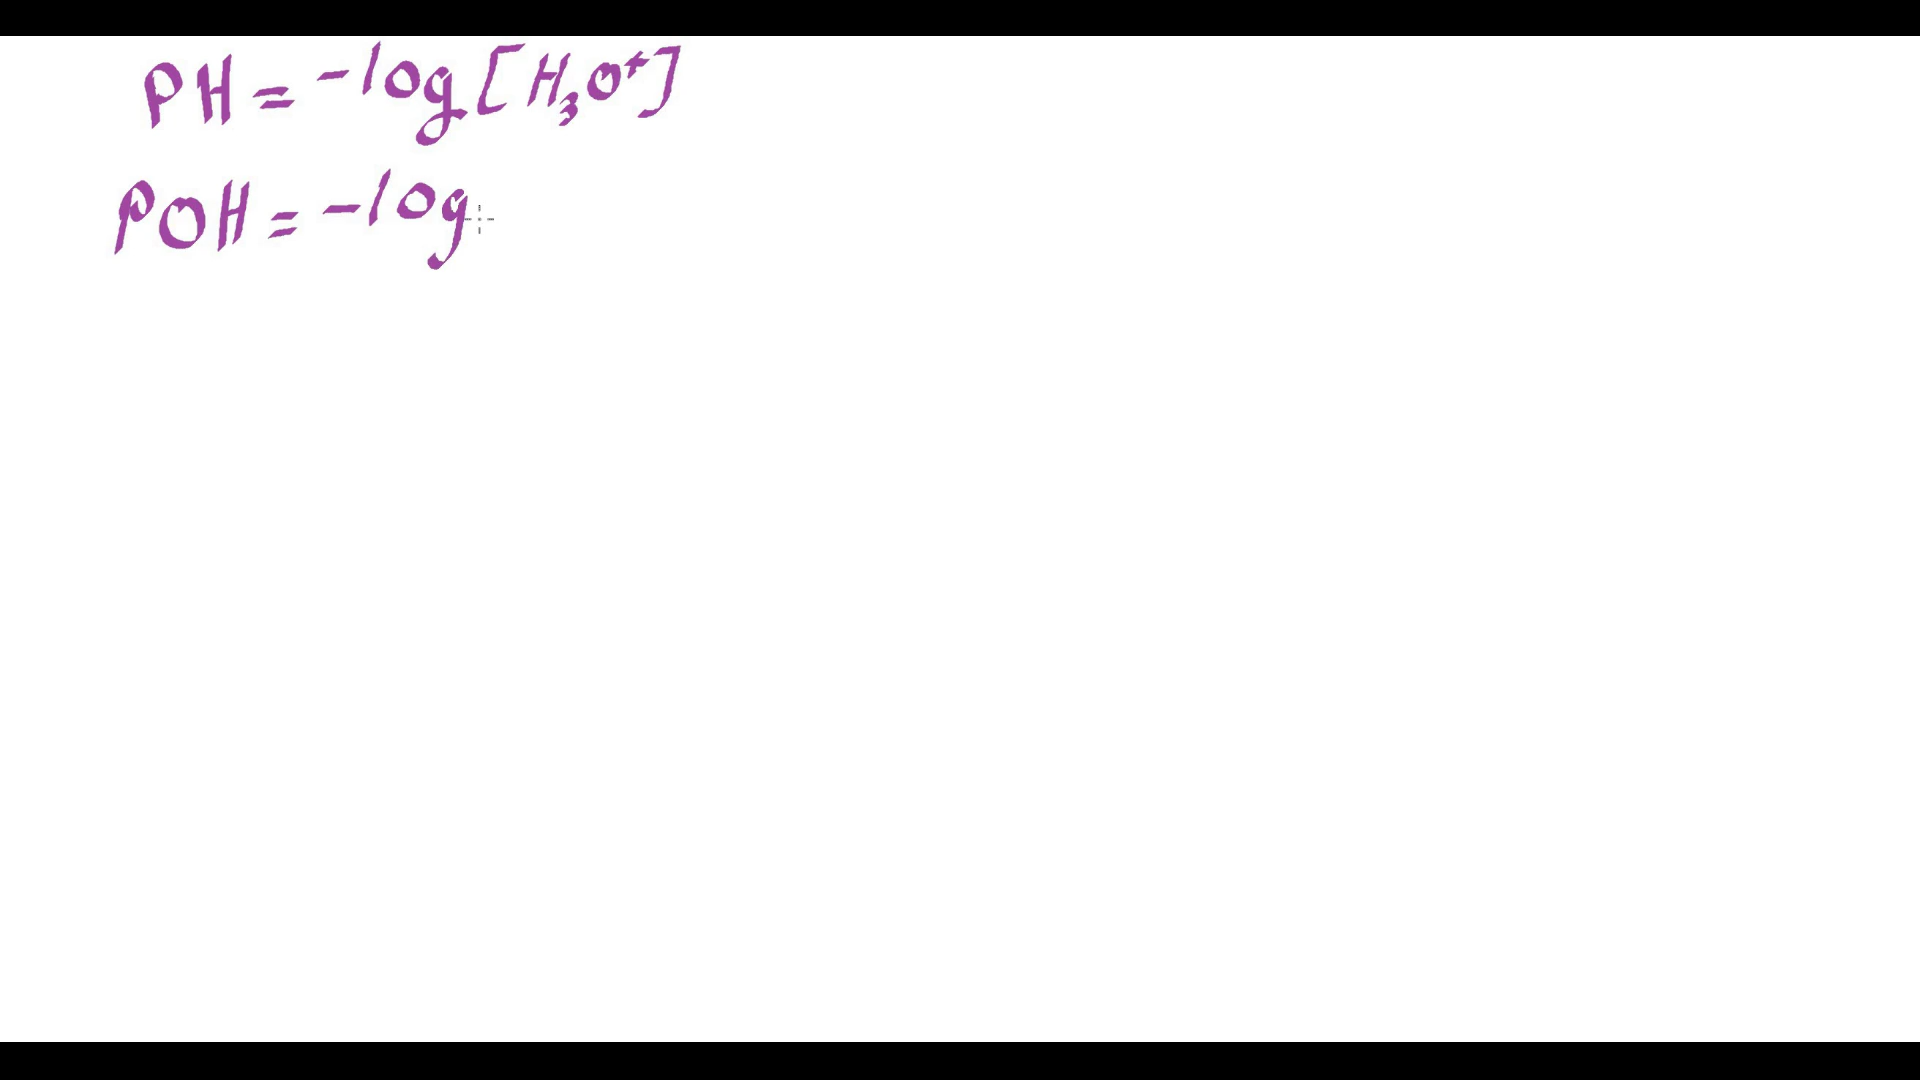 PH = -log [H₃O⁺]
POH = -log